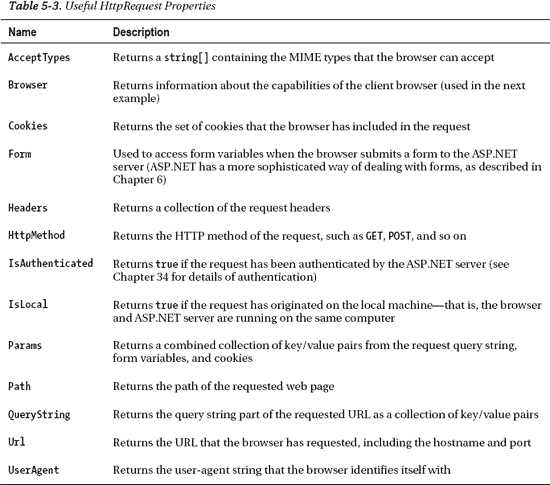 Table 5-3. Useful HttpRequest Properties
Name Description
AcceptTypes Returns a string[] containing the MIME types that the browser can accept
Browser Returns information about the capabilities of the client browser (used in the next
example)
Cookies Returns the set of cookies that the browser has included in the request
Form Used to access form variables when the browser submits a form to the ASP.NET
server (ASP.NET has a more sophisticated way of dealing with forms, as described in
Chapter 6)
Headers Returns a collection of the request headers
HttpMethod Returns the HTTP method of the request, such as GET, POST, and so on
IsAuthenticated Returns true if the request has been authenticated by the ASP.NET server (see
Chapter 34 for details of authentication)
IsLocal Returns true if the request has originated on the local machine—that is, the browser
and ASP.NET server are running on the same computer
Params Returns a combined collection of key/value pairs from the request query string,
form variables, and cookies
Path Returns the path of the requested web page
QueryString Returns the query string part of the requested URL as a collection of key/value pairs
Url Returns the URL that the browser has requested, including the hostname and port
UserAgent Returns the user-agent string that the browser identifies itself with